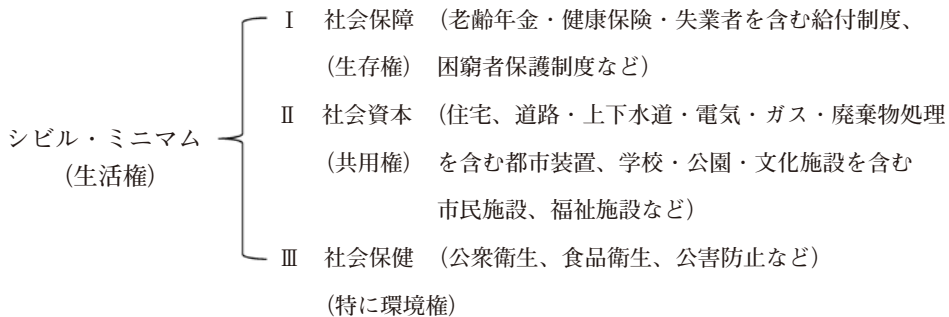 Ⅰ 社会保障 (老齢年金・健康保険・失業者を含む給付制度、
(生存権) 困窮者保護制度など)
Ⅱ 社会資本 (住宅、道路・上下水道・電気・ガス・廃棄物処理
シビル・ミニマム
(生活権)
(共用権) を含む都市装置、学校・公園・文化施設を含む
市民施設、福祉施設など)
Ⅲ 社会保健 (公衆衛生、食品衛生、公害防止など)
(特に環境権)